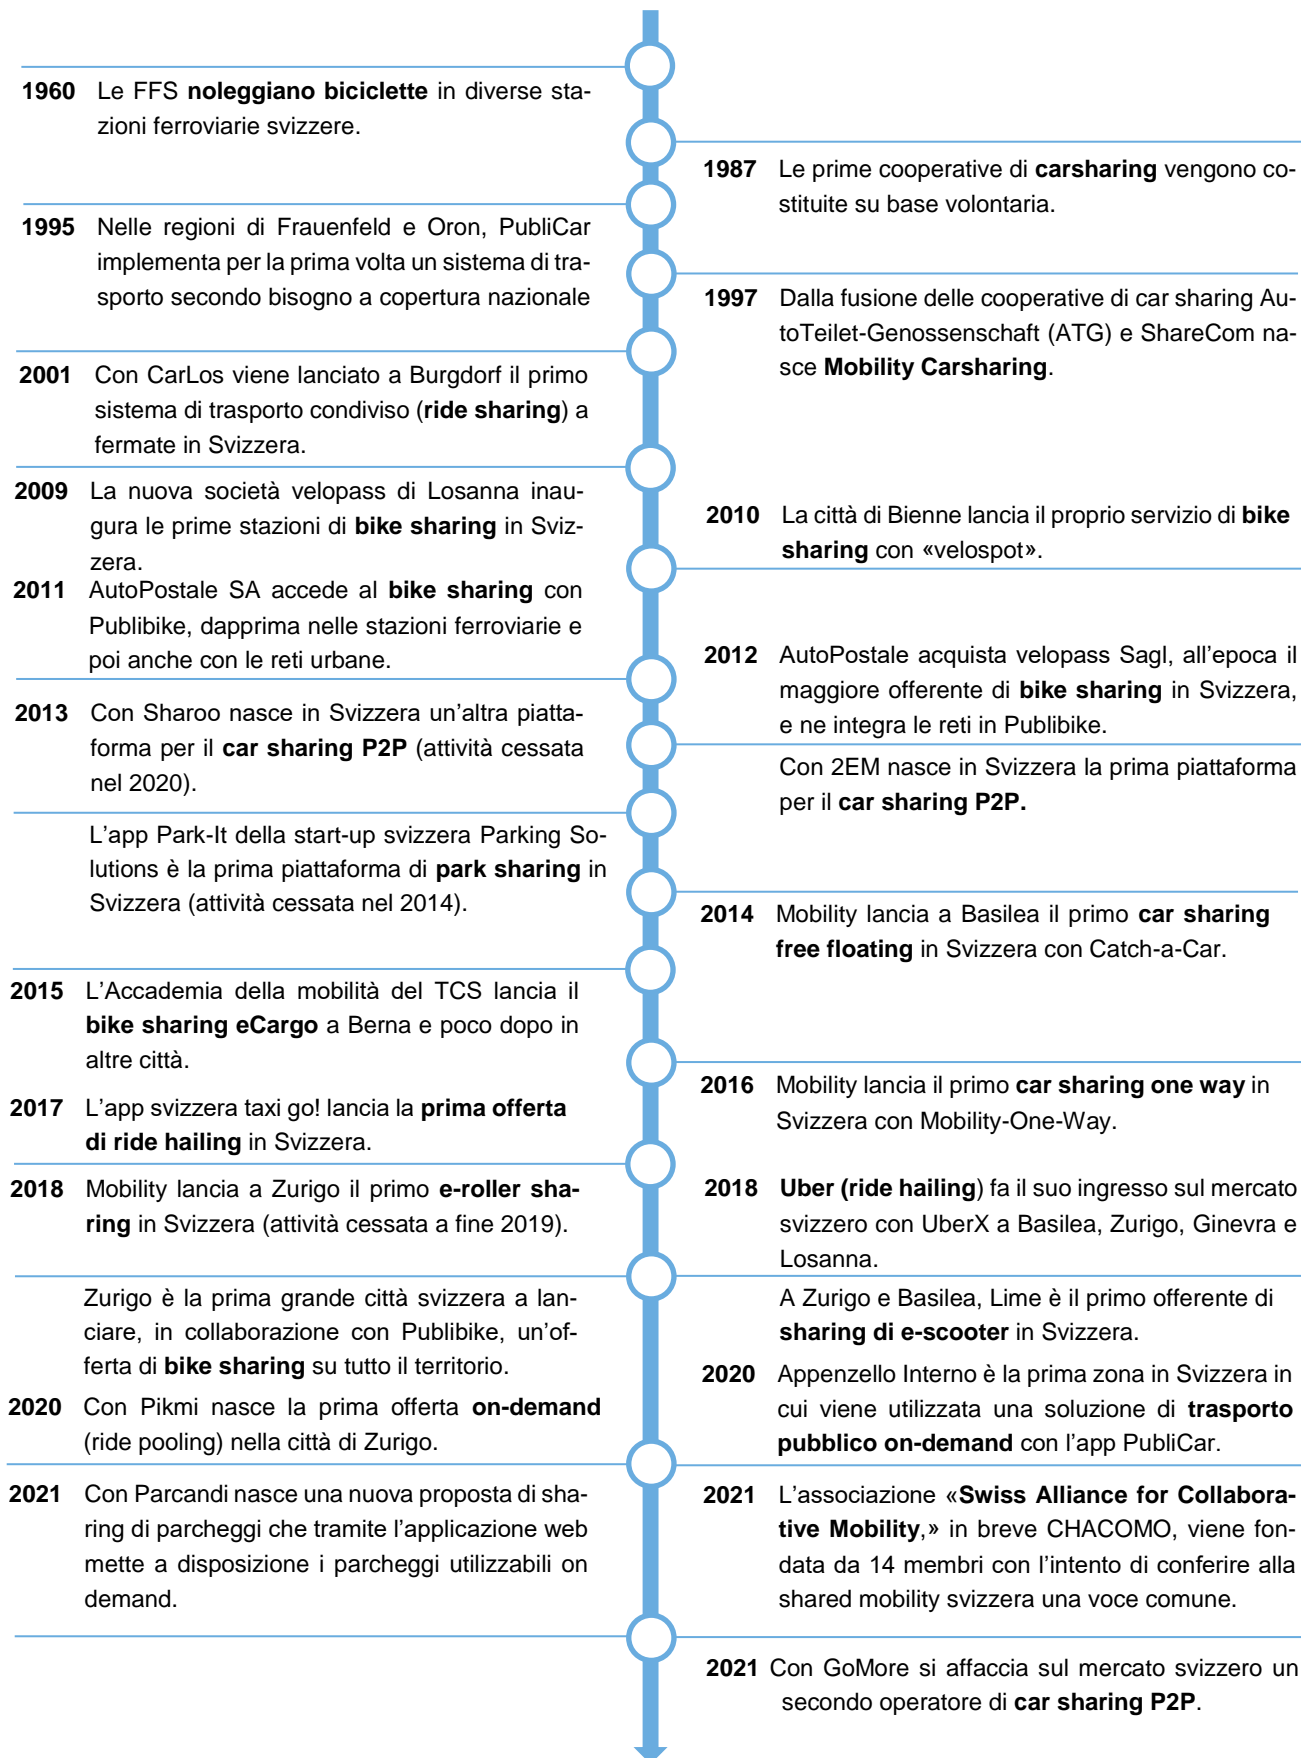 1960 Le FFS noleggiano biciclette in diverse sta-
zioni ferroviarie svizzere.
1987 Le prime cooperative di carsharing vengono co-
stituite su base volontaria.
1995 Nelle regioni di Frauenfeld e Oron, PubliCar
implementa per la prima volta un sistema di tra-
sporto secondo bisogno a copertura nazionale
1997 Dalla fusione delle cooperative di car sharing Au-
toTeilet-Genossenschaft (ATG) e ShareCom na-
sce Mobility Carsharing.
2001 Con CarLos viene lanciato a Burgdorf il primo
sistema di trasporto condiviso (ride sharing) a
fermate in Svizzera.
2009 La nuova società velopass di Losanna inau-
gura le prime stazioni di bike sharing in Sviz-
zera.
2010 La città di Bienne lancia il proprio servizio di bike
sharing con «velospot».
2011 AutoPostale SA accede al bike sharing con
Publibike, dapprima nelle stazioni ferroviarie e
poi anche con le reti urbane.
2012 AutoPostale acquista velopass Sagl, all’epoca il
maggiore offerente di bike sharing in Svizzera,
e ne integra le reti in Publibike.
2013 Con Sharoo nasce in Svizzera un’altra piatta-
forma per il car sharing P2P (attività cessata
nel 2020).
Con 2EM nasce in Svizzera la prima piattaforma
per il car sharing P2P.
L’app Park-It della start-up svizzera Parking So-
lutions è la prima piattaforma di park sharing in
Svizzera (attività cessata nel 2014).
2014 Mobility lancia a Basilea il primo car sharing
free floating in Svizzera con Catch-a-Car.
2015 L’Accademia della mobilità del TCS lancia il
bike sharing eCargo a Berna e poco dopo in
altre città.
2016 Mobility lancia il primo car sharing one way in
Svizzera con Mobility-One-Way.
2017 L’app svizzera taxi go! lancia la prima offerta
di ride hailing in Svizzera.
2018 Mobility lancia a Zurigo il primo e-roller sha-
ring in Svizzera (attività cessata a fine 2019).
2018 Uber (ride hailing) fa il suo ingresso sul mercato
svizzero con UberX a Basilea, Zurigo, Ginevra e
Losanna.
Zurigo è la prima grande città svizzera a lan-
ciare, in collaborazione con Publibike, un’of-
ferta di bike sharing su tutto il territorio.
A Zurigo e Basilea, Lime è il primo offerente di
sharing di e-scooter in Svizzera.
2020 Con Pikmi nasce la prima offerta on-demand
(ride pooling) nella città di Zurigo.
2020 Appenzello Interno è la prima zona in Svizzera in
cui viene utilizzata una soluzione di trasporto
pubblico on-demand con l’app PubliCar.
2021 Con Parcandi nasce una nuova proposta di sha-
ring di parcheggi che tramite l’applicazione web
mette a disposizione i parcheggi utilizzabili on
demand.
2021 L’associazione «Swiss Alliance for Collabora-
tive Mobility,» in breve CHACOMO, viene fon-
data da 14 membri con l’intento di conferire alla
shared mobility svizzera una voce comune.
2021 Con GoMore si affaccia sul mercato svizzero un
secondo operatore di car sharing P2P.